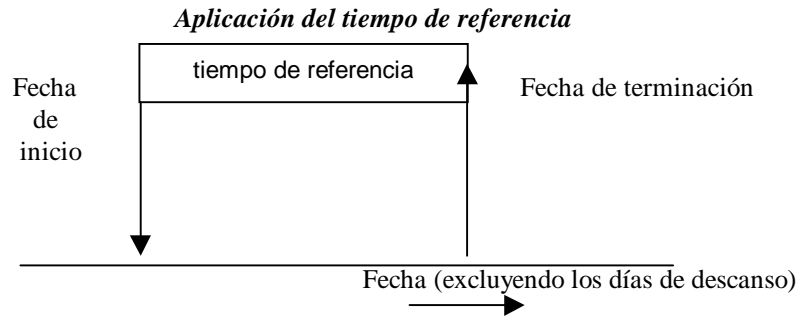 Aplicación del tiempo de referencia
tiempo de referencia
Fecha
de
inicio
Fecha de terminación
Fecha (excluyendo los días de descanso)